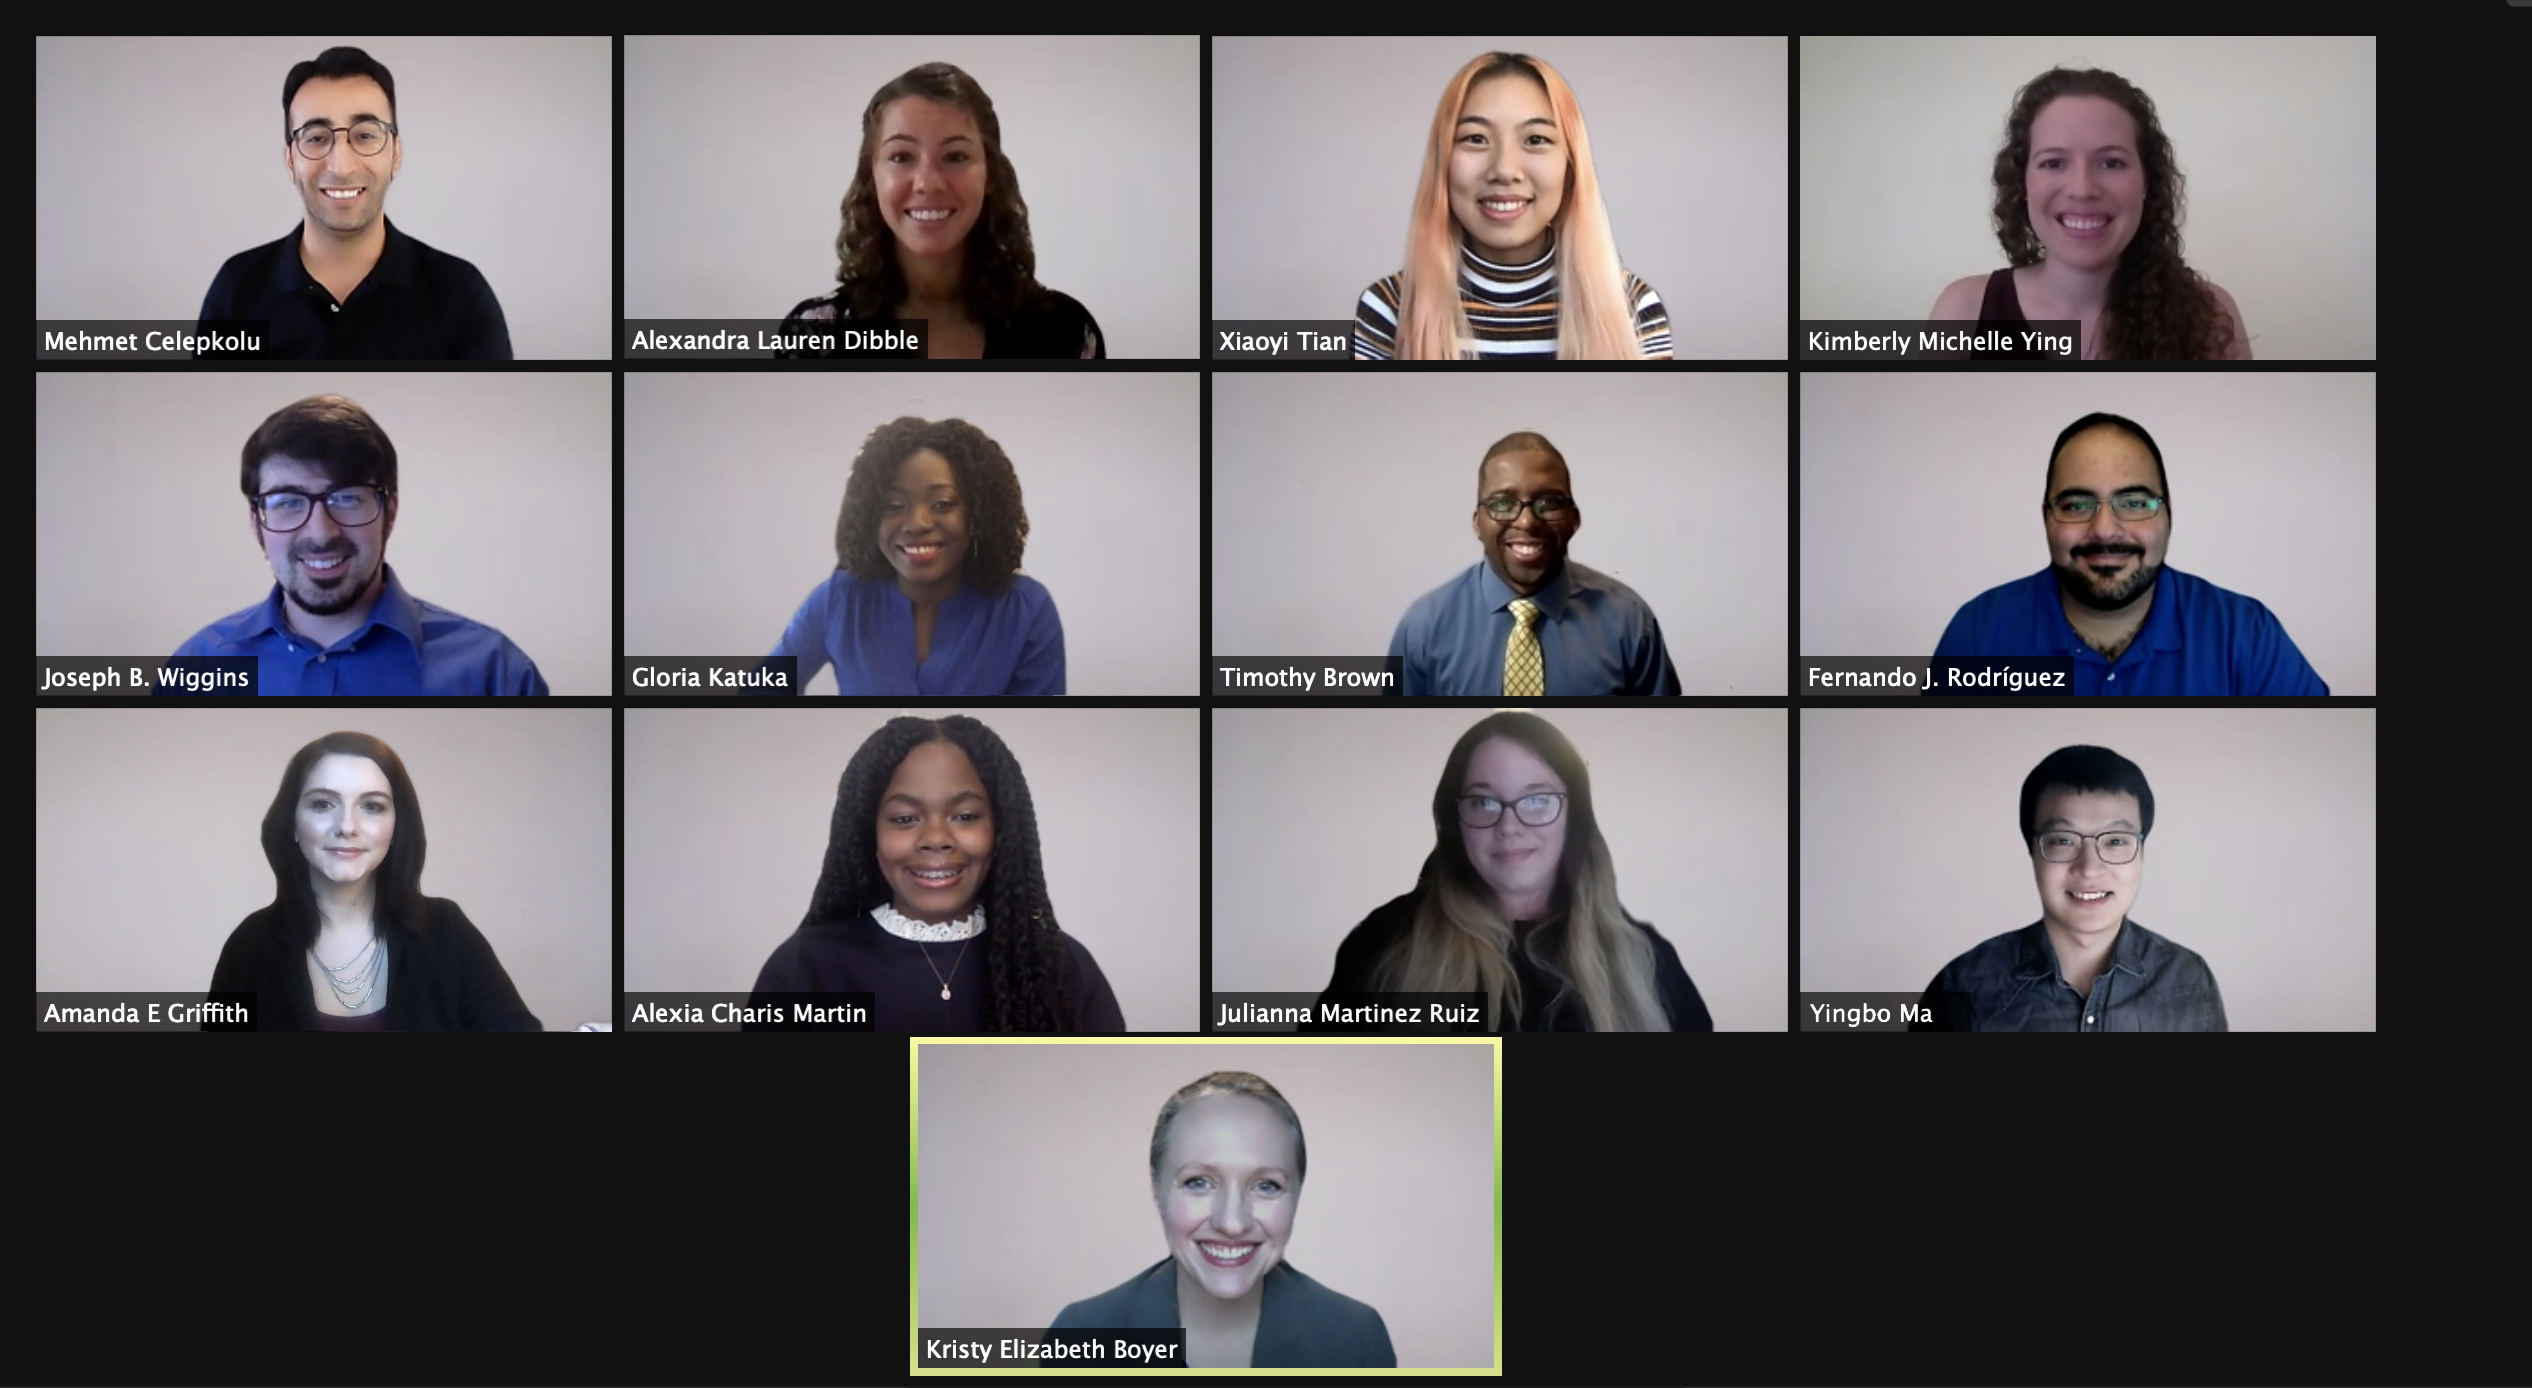 Mehmet Celepkolu
Alexandra Lauren Dibble
Xiaoyi Tian
Kimberly Michelle Ying
Joseph B. Wiggins
Gloria Katuka
Timothy Brown
Fernando J. Rodríguez
Amanda E Griffith
Alexia Charis Martin
Julianna Martinez Ruiz
Yingbo Ma
Kristy Elizabeth Boyer